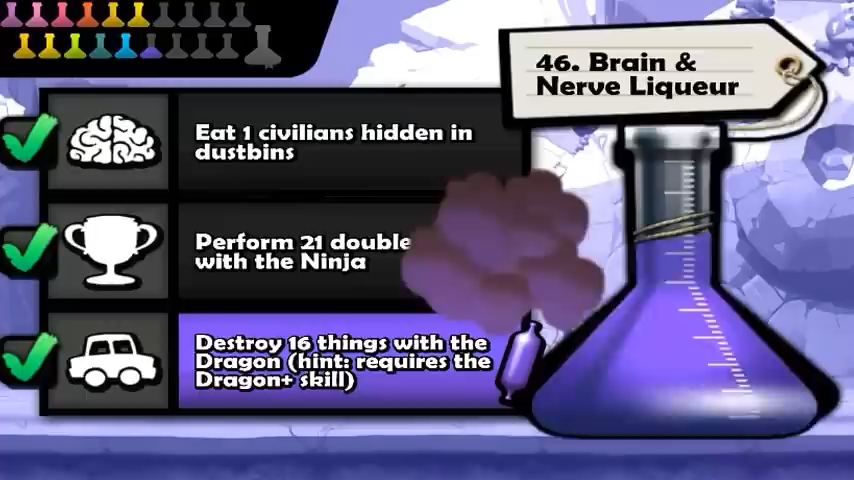 46. Brain &
Nerve Liqueur
Eat 1 civilians hidden in
dustbins
Perform 21 double
with the Ninja
Destroy 16 things with the
Dragon (hint: requires the
Dragon+ skill)